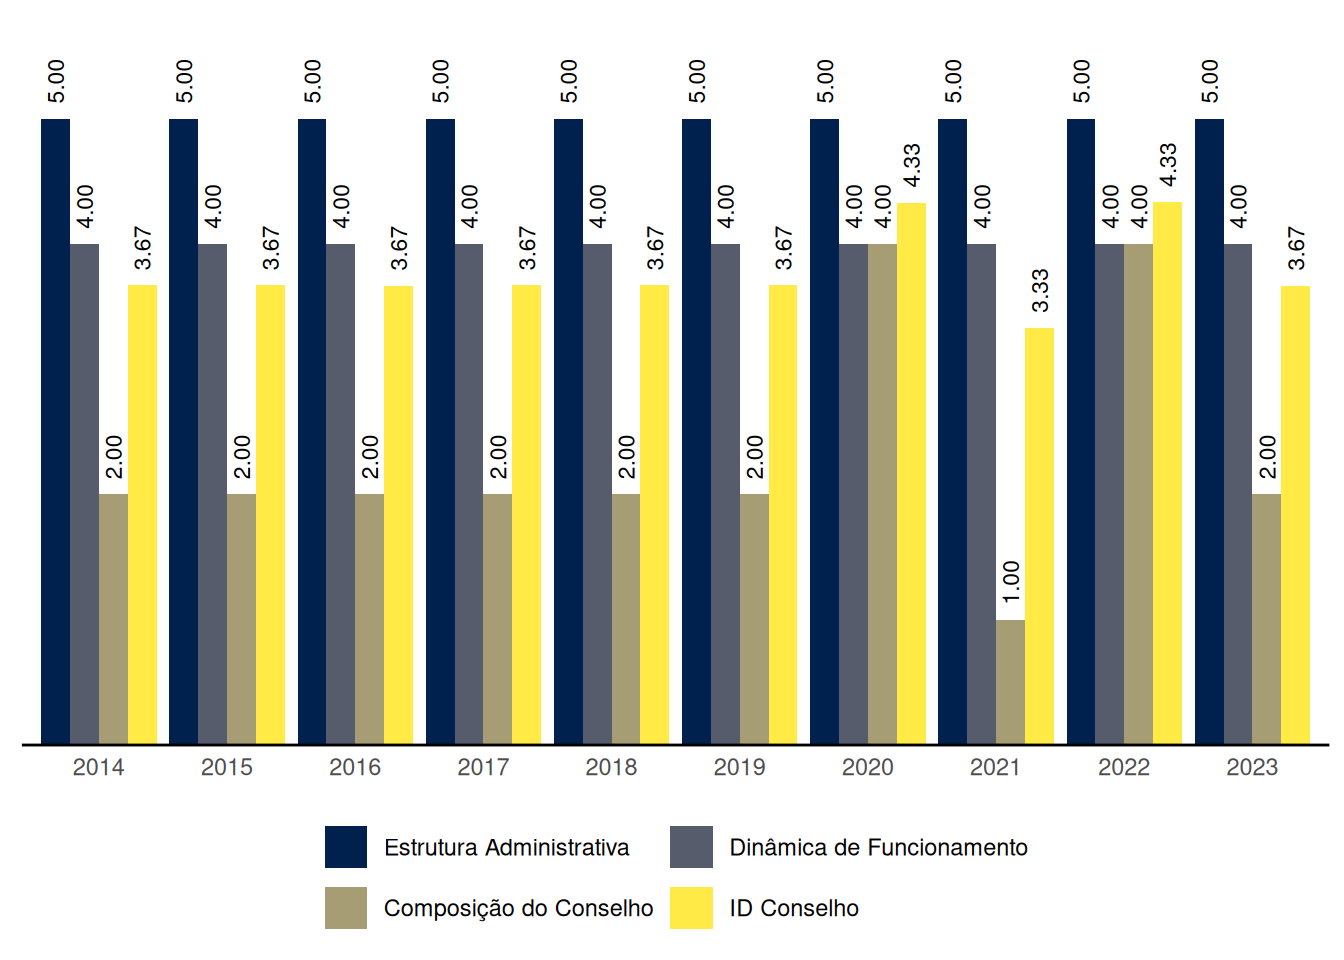 5.00 4.00 2.00 3.67 5.00 4.00 2.00 3.67 5.00 4.00 2.00 3.67 5.00 4.00 2.00 3.67 5.00 4.00 2.00 3.67 5.00 4.00 2.00 3.67 5.00 4.00 4.00 4.33 5.00 4.00 1.00 3.33 5.00 4.00 4.00 4.33 5.00 4.00 2.00 3.67
2014 2015 2016 2017 2018 2019 2020 2021 2022 2023
Estrutura Administrativa Dinâmica de Funcionamento
Composição do Conselho ID Conselho